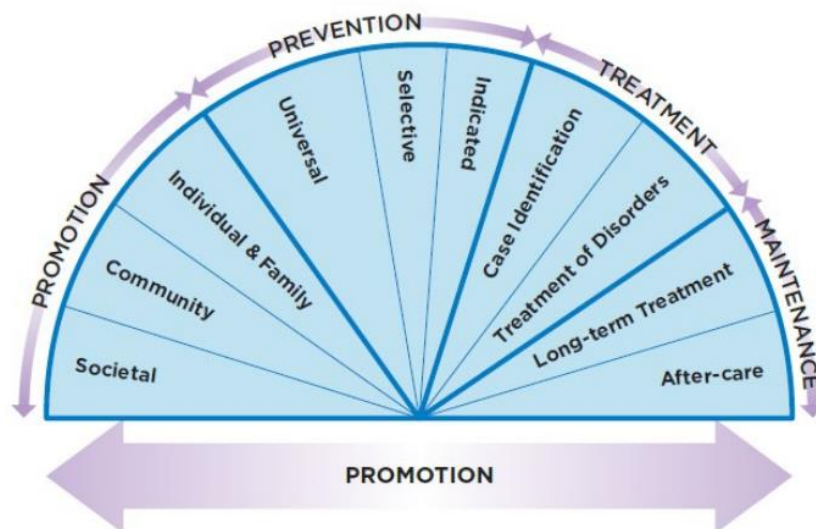 PROMOTION
PREVENTION
TREATMENT
MAINTENANCE
Societal
Community
Individual & Family
Universal
Selective
Indicated
Case Identification
Treatment of Disorders
Long-term Treatment
After-care
PROMOTION